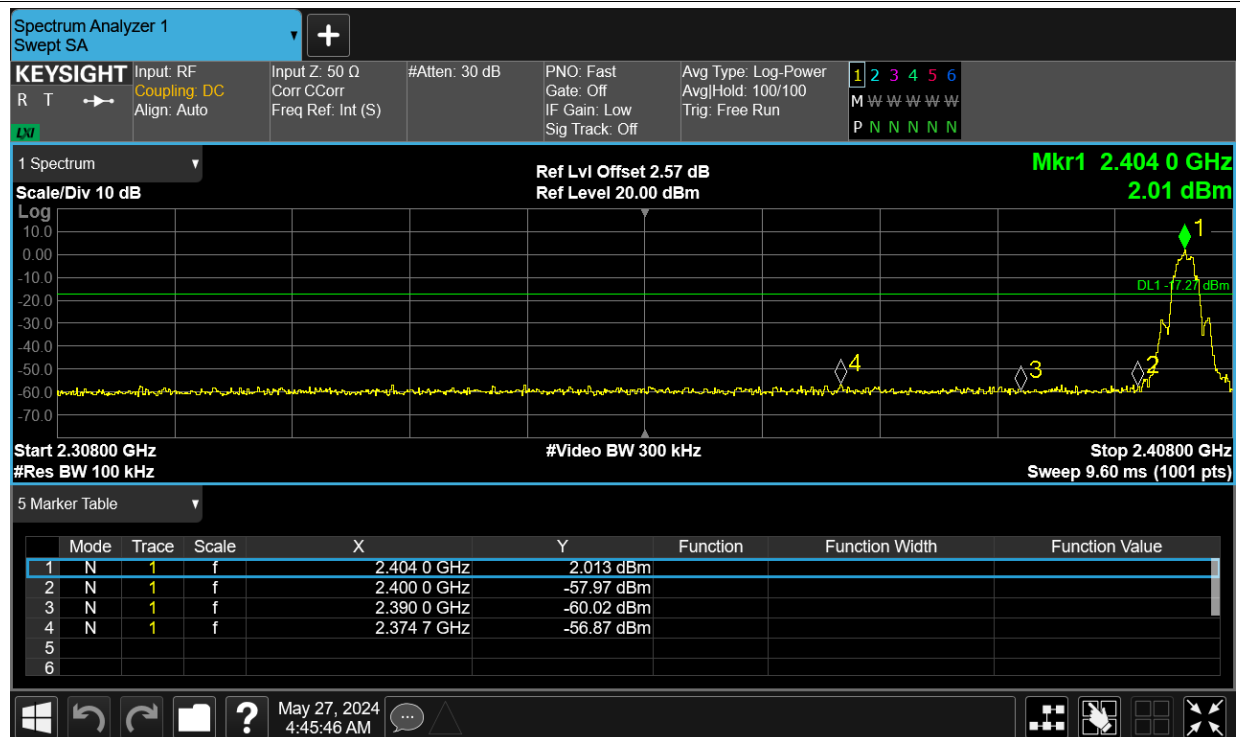 Spectrum Analyzer 1
Swept SA
KEYSIGHT
R T
LXI
Input: RF
Coupling: DC
Align: Auto
Input Z: 50 Ω
Corr CCorr
Freq Ref: Int (S)
#Atten: 30 dB
PNO: Fast
Gate: Off
IF Gain: Low
Sig Track: Off
Avg Type: Log-Power
Avg|Hold: 100/100
Trig: Free Run
1 2 3 4 5 6
M W W W W W
P N N N N N
1 Spectrum
Scale/Div 10 dB
Ref Lvl Offset 2.57 dB
Ref Level 20.00 dBm
Mkr1 2.404 0 GHz
2.01 dBm
Log
10.0
0.00
-10.0
-20.0
-30.0
-40.0
-50.0
-60.0
-70.0
1
DL1 -17.27 dBm
4
3
2
Start 2.30800 GHz
#Res BW 100 kHz
#Video BW 300 kHz
Stop 2.40800 GHz
Sweep 9.60 ms (1001 pts)
5 Marker Table
Mode Trace Scale X Y Function Function Width Function Value
1 N 1 f 2.404 0 GHz 2.013 dBm
2 N 1 f 2.400 0 GHz -57.97 dBm
3 N 1 f 2.390 0 GHz -60.02 dBm
4 N 1 f 2.374 7 GHz -56.87 dBm
5
6
?
May 27, 2024
4:45:46 AM